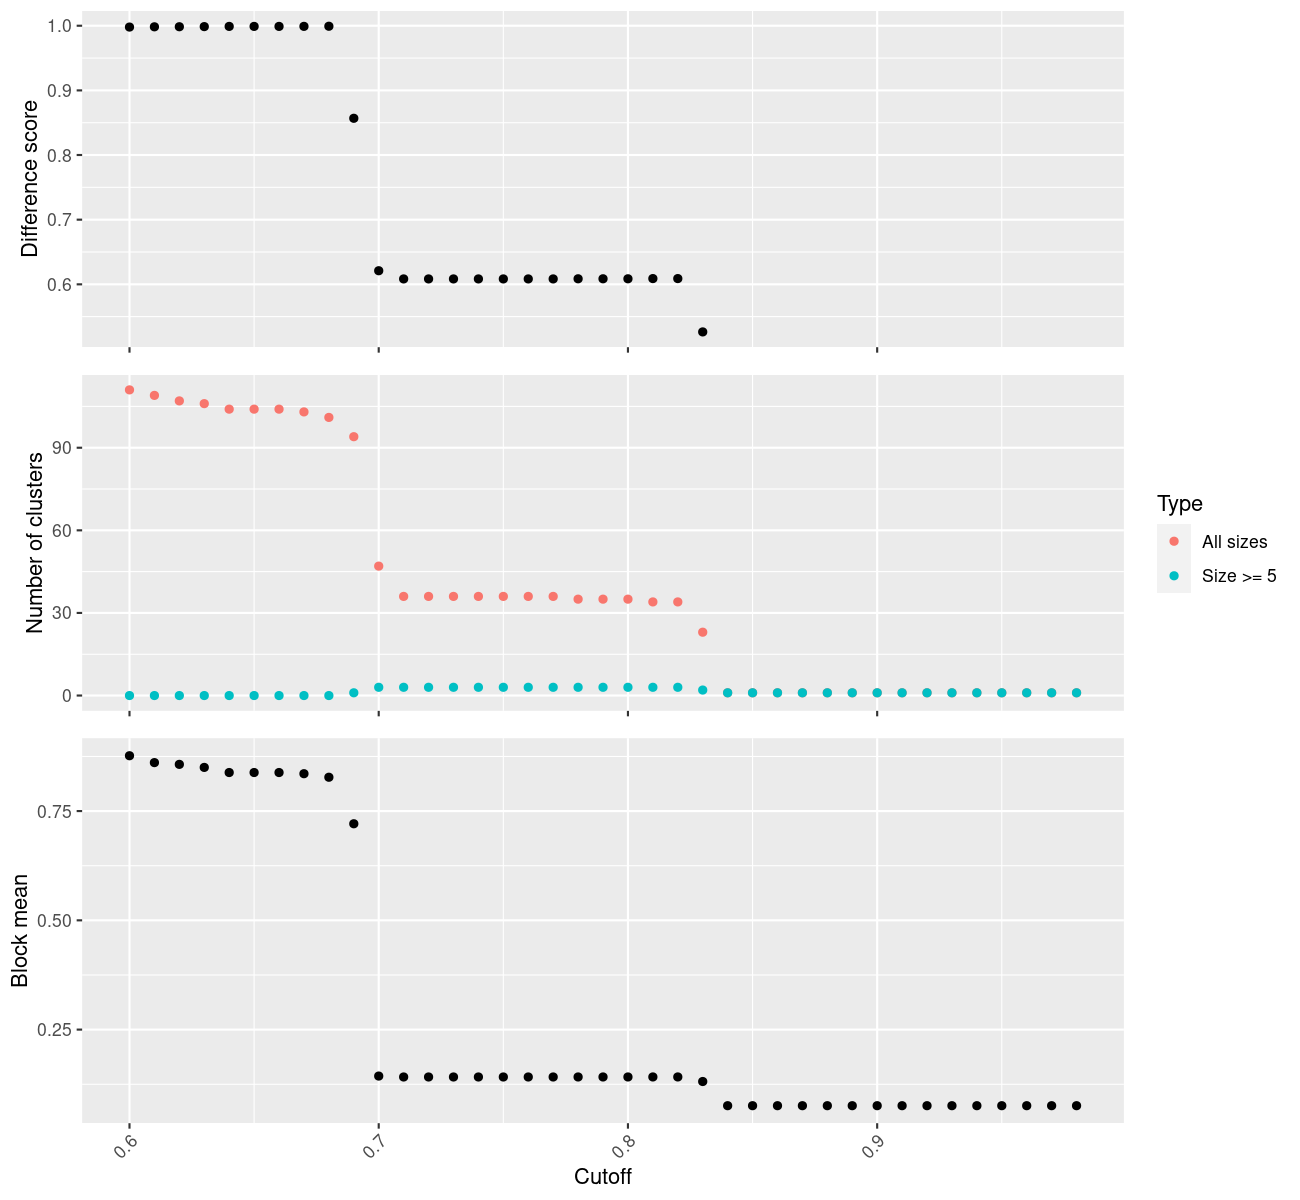 Difference score
1.0
0.9
0.8
0.7
0.6
Number of clusters
90
60
30
0
Type
All sizes
Size >= 5
Block mean
0.75
0.50
0.25
0.6
0.7
0.8
0.9
Cutoff